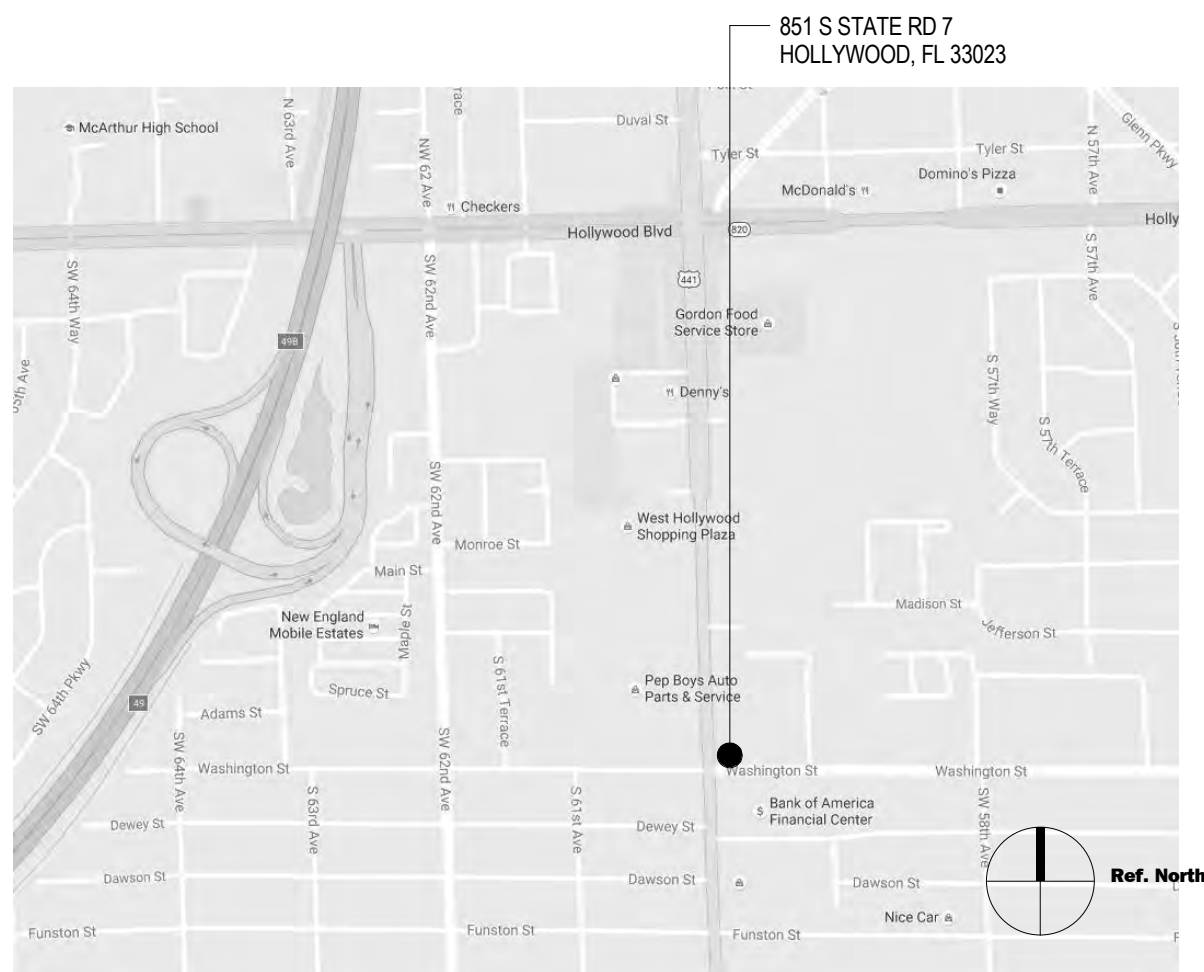 851 S STATE RD 7
HOLLYWOOD, FL 33023
McArthur High School
N 63rd Ave
NW 62 Ave
race
Duval St
Tyler St
Tyler St
N 57th Ave
Glenn Pkwy
McDonald's
Domino's Pizza
Checkers
Hollywood Blvd
820
Holly
SW 64th Way
SW 62nd Ave
441
S 57th Ave
Gordon Food
Service Store
49B
S 57th Way
Denny's
S 57th Terrace
SW 62nd Ave
West Hollywood
Shopping Plaza
Monroe St
Main St
New England
Mobile Estates
Maple St
Madison St
Jefferson St
SW 64th Pkwy
Spruce St
S 61st Terrace
Pep Boys Auto
Parts & Service
49
Adams St
SW 64th Ave
SW 62nd Ave
Washington St
Washington St
Washington St
S 63rd Ave
S 61st Ave
Bank of America
Financial Center
SW 58th Ave
Dewey St
Dewey St
Dawson St
Dawson St
Dawson St
Ref. North
Nice Car
Funston St
Funston St
Funston St